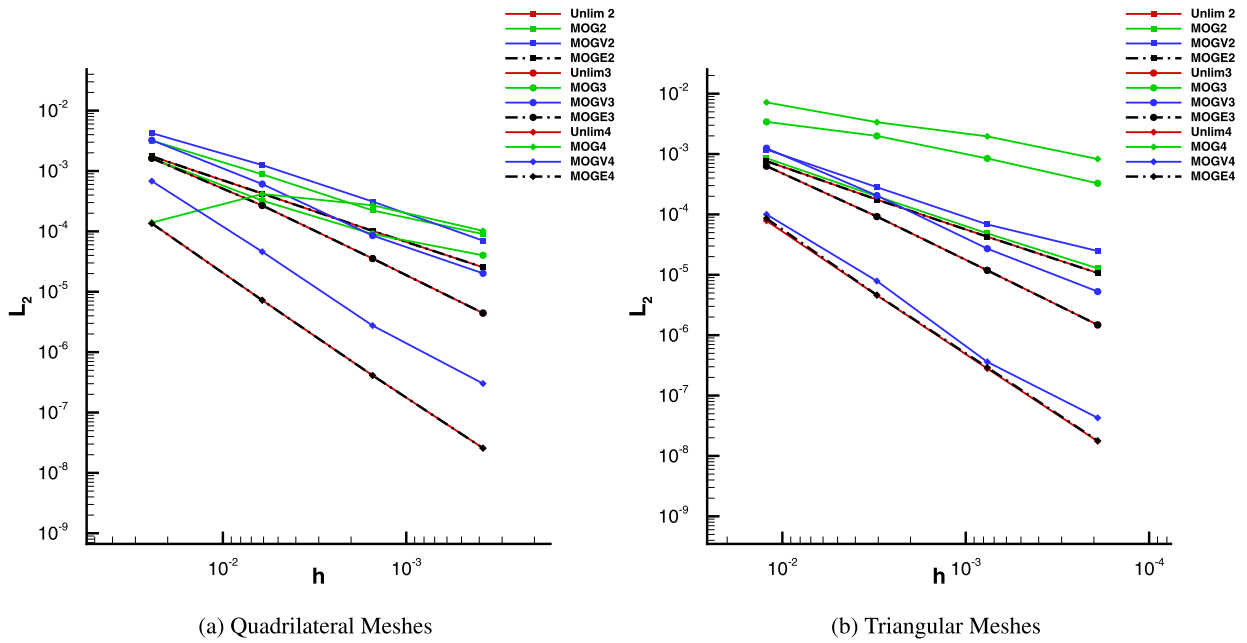 Unlim 2
MOG2
MOGV2
MOGE2
Unlim3
MOG3
MOGV3
MOGE3
Unlim4
MOG4
MOGV4
MOGE4
10⁻²
10⁻³
10⁻⁴
10⁻⁵
10⁻⁶
10⁻⁷
10⁻⁸
10⁻⁹
L₂
10⁻² 10⁻³
h
(a) Quadrilateral Meshes
Unlim 2
MOG2
MOGV2
MOGE2
Unlim3
MOG3
MOGV3
MOGE3
Unlim4
MOG4
MOGV4
MOGE4
10⁻²
10⁻³
10⁻⁴
10⁻⁵
10⁻⁶
10⁻⁷
10⁻⁸
10⁻⁹
L₂
10⁻² 10⁻³ 10⁻⁴
h
(b) Triangular Meshes